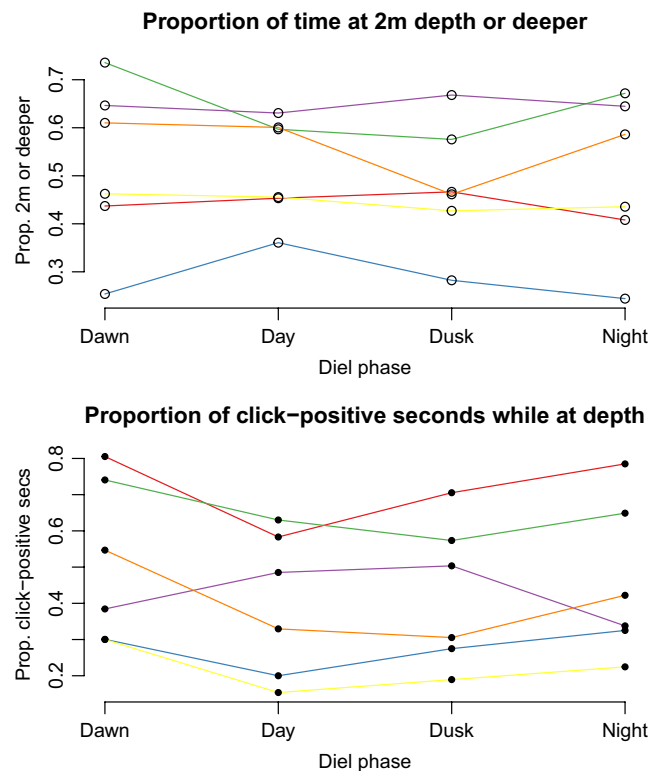 Proportion of time at 2m depth or deeper
Prop. 2m or deeper
0.7
0.6
0.5
0.4
0.3
Dawn Day Dusk Night
Diel phase
Proportion of click−positive seconds while at depth
Prop. click−positive secs
0.8
0.6
0.4
0.2
Dawn Day Dusk Night
Diel phase